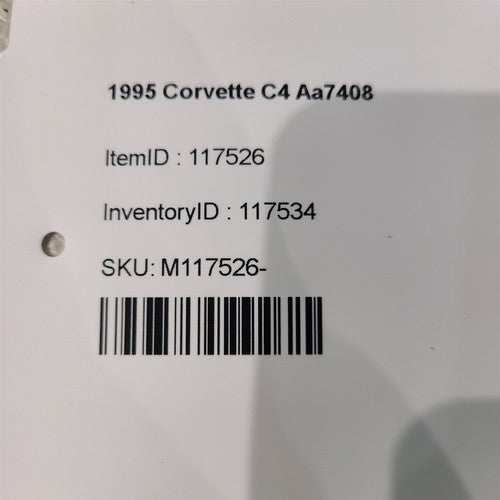 1995 Corvette C4 Aa7408
ItemID : 117526
InventoryID : 117534
SKU: M117526-